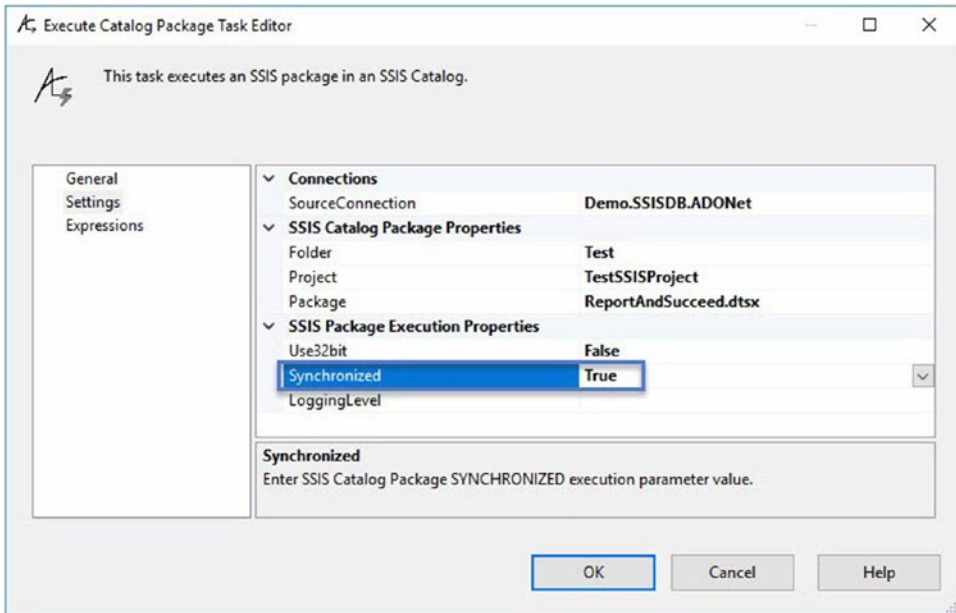 Execute Catalog Package Task Editor
This task executes an SSIS package in an SSIS Catalog.
General
Settings
Expressions
Connections
SourceConnection Demo.SSISDB.ADONet
SSIS Catalog Package Properties
Folder Test
Project TestSSISProject
Package ReportAndSucceed.dtsx
SSIS Package Execution Properties
Use32bit False
Synchronized True
LoggingLevel
Synchronized
Enter SSIS Catalog Package SYNCHRONIZED execution parameter value.
OK Cancel Help